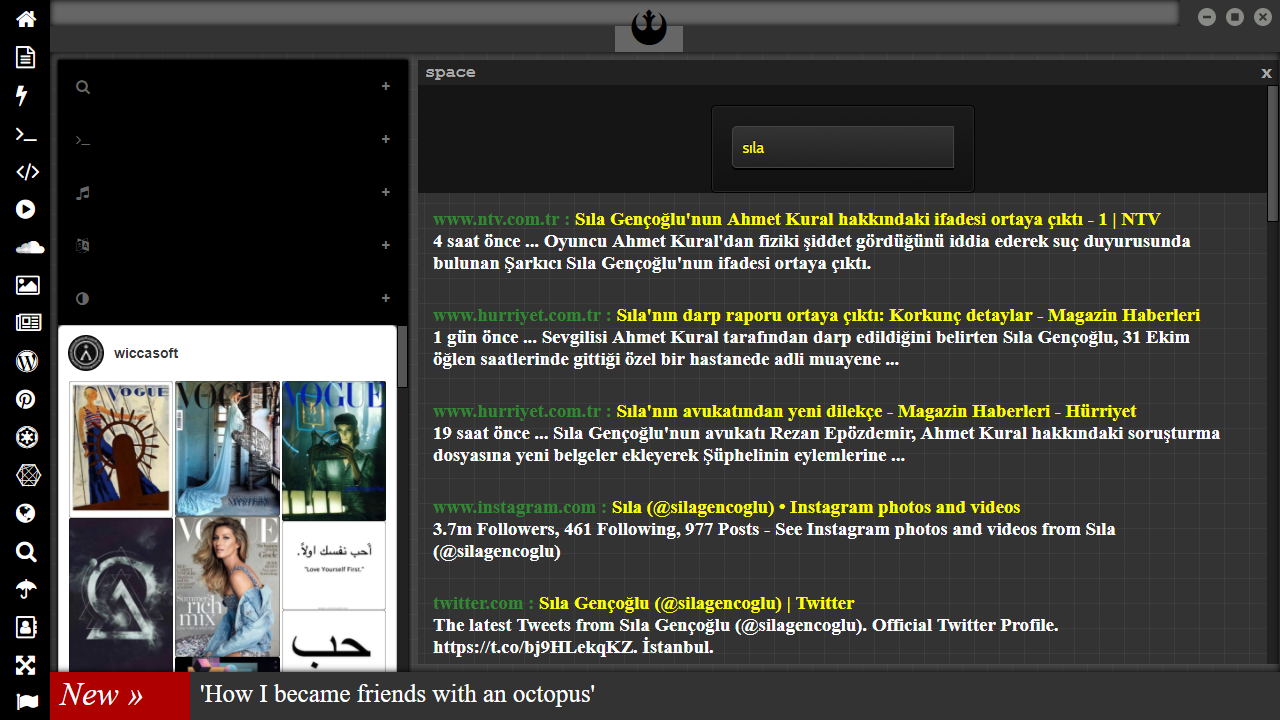 space
x
sıla
www.ntv.com.tr : Sıla Gençoğlu'nun Ahmet Kural hakkındaki ifadesi ortaya çıktı - 1 | NTV
4 saat önce ... Oyuncu Ahmet Kural'dan fiziki şiddet gördüğünü iddia ederek suç duyurusunda
bulunan Şarkıcı Sıla Gençoğlu'nun ifadesi ortaya çıktı.
www.hurriyet.com.tr : Sıla'nın darp raporu ortaya çıktı: Korkunç detaylar - Magazin Haberleri
1 gün önce ... Sevgilisi Ahmet Kural tarafından darp edildiğini belirten Sıla Gençoğlu, 31 Ekim
öğlen saatlerinde gittiği özel bir hastanede adli muayene ...
www.hurriyet.com.tr : Sıla'nın avukatından yeni dilekçe - Magazin Haberleri - Hürriyet
19 saat önce ... Sıla Gençoğlu'nun avukatı Rezan Epözdemir, Ahmet Kural hakkındaki soruşturma
dosyasına yeni belgeler ekleyerek Şüphelinin eylemlerine ...
www.instagram.com : Sıla (@silagencoglu) • Instagram photos and videos
3.7m Followers, 461 Following, 977 Posts - See Instagram photos and videos from Sıla
(@silagencoglu)
twitter.com : Sıla Gençoğlu (@silagencoglu) | Twitter
The latest Tweets from Sıla Gençoğlu (@silagencoglu). Official Twitter Profile.
https://t.co/bj9HLekqKZ. İstanbul.
wiccasoft
VOGUE
VOGUE
VOGUE
VOGUE
Summer's
rich
mix
أحب نفسك اولاً.
"Love Yourself First."
حب
New »
'How I became friends with an octopus'